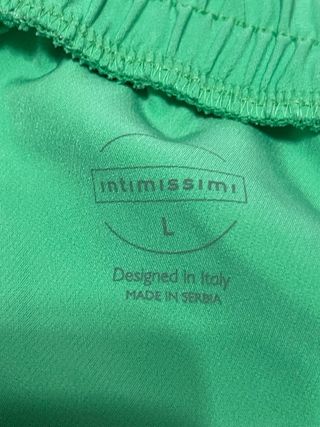 intimissimi
L
Designed in Italy
MADE IN SERBIA